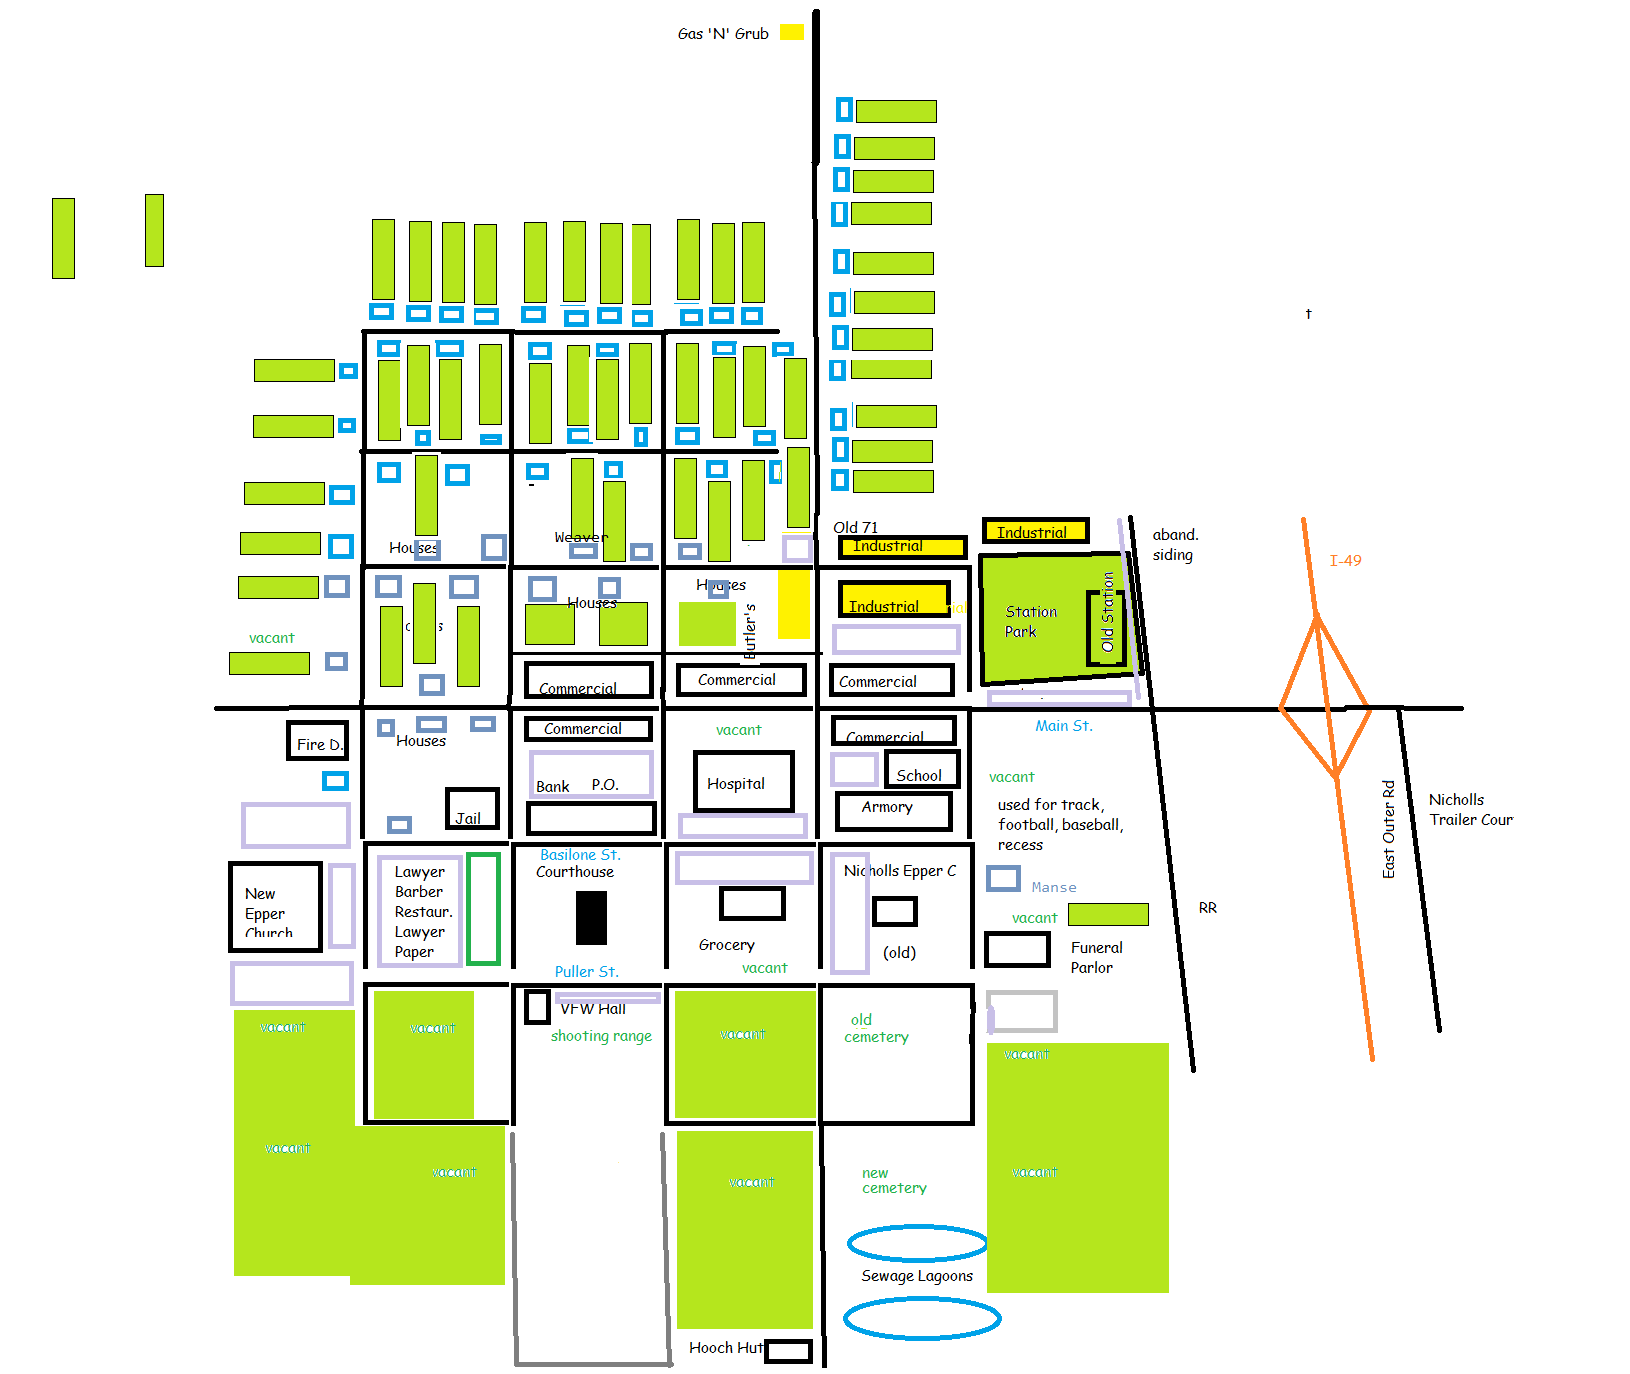 Gas 'N' Grub
†
Old 71
Industrial
Industrial
aband.
siding
I-49
Houses
Weaver
Houses
Houses
Butler's
Industrial
Station
Park
Old Station
vacant
Commercial
Commercial
Commercial
Main St.
Fire D.
Houses
Commercial
vacant
Commercial
Bank
P.O.
Hospital
School
Jail
Armory
vacant
used for track,
football, baseball,
recess
East Outer Rd
Nicholls
Trailer Cour
Basilone St.
Courthouse
Lawyer
Barber
Restaur.
Lawyer
Paper
New
Epper
Church
Nicholls Epper C
(old)
Grocery
vacant
Manse
vacant
Funeral
Parlor
RR
Puller St.
VFW Hall
shooting range
vacant
vacant
vacant
old
cemetery
vacant
vacant
vacant
vacant
new
cemetery
vacant
Sewage Lagoons
Hooch Hut